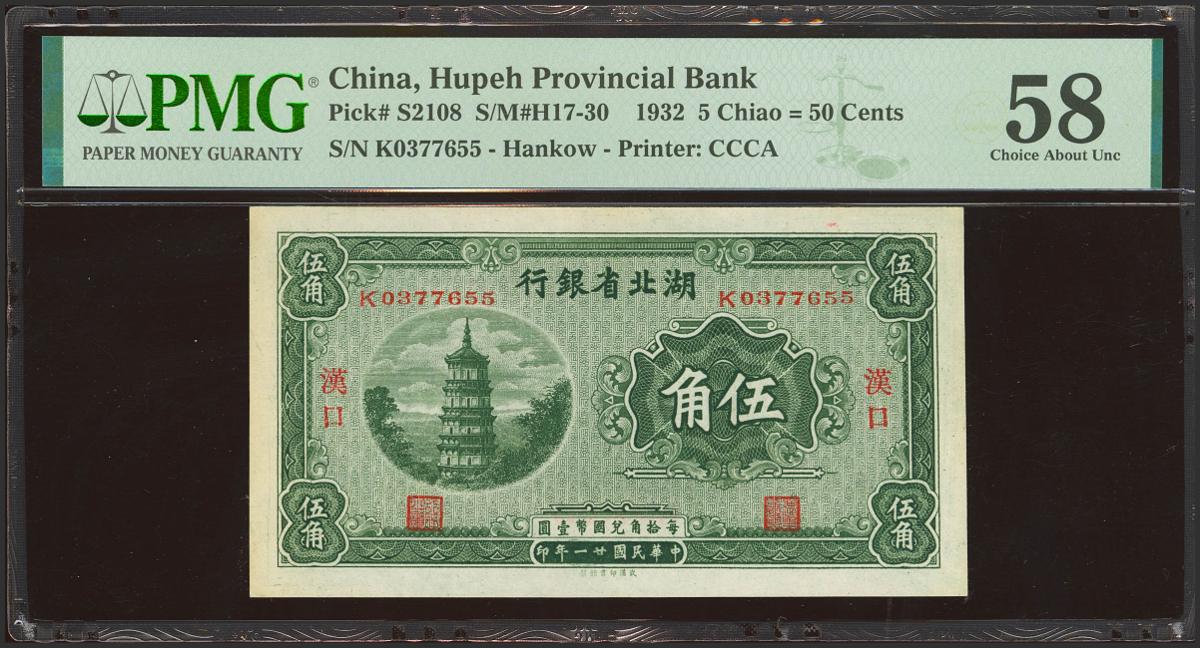 PMG®
PAPER MONEY GUARANTY
China, Hupeh Provincial Bank
Pick# S2108 S/M#H17-30 1932 5 Chiao = 50 Cents
S/N K0377655 - Hankow - Printer: CCCA
58
Choice About Unc
伍角
伍角
行銀省北湖
K0377655
K0377655
漢口
角伍
漢口
圓壹幣國兌角拾每
印年一廿國民華中
伍角
伍角